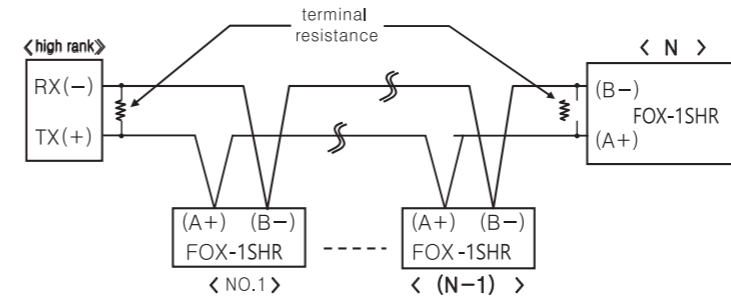 terminal
resistance
《high rank》
RX(−)
TX(+)
〈 N 〉
(B−)
FOX-1SHR
(A+)
(A+) (B−)
FOX-1SHR
〈 NO.1 〉
(A+) (B−)
FOX-1SHR
〈 (N−1) 〉